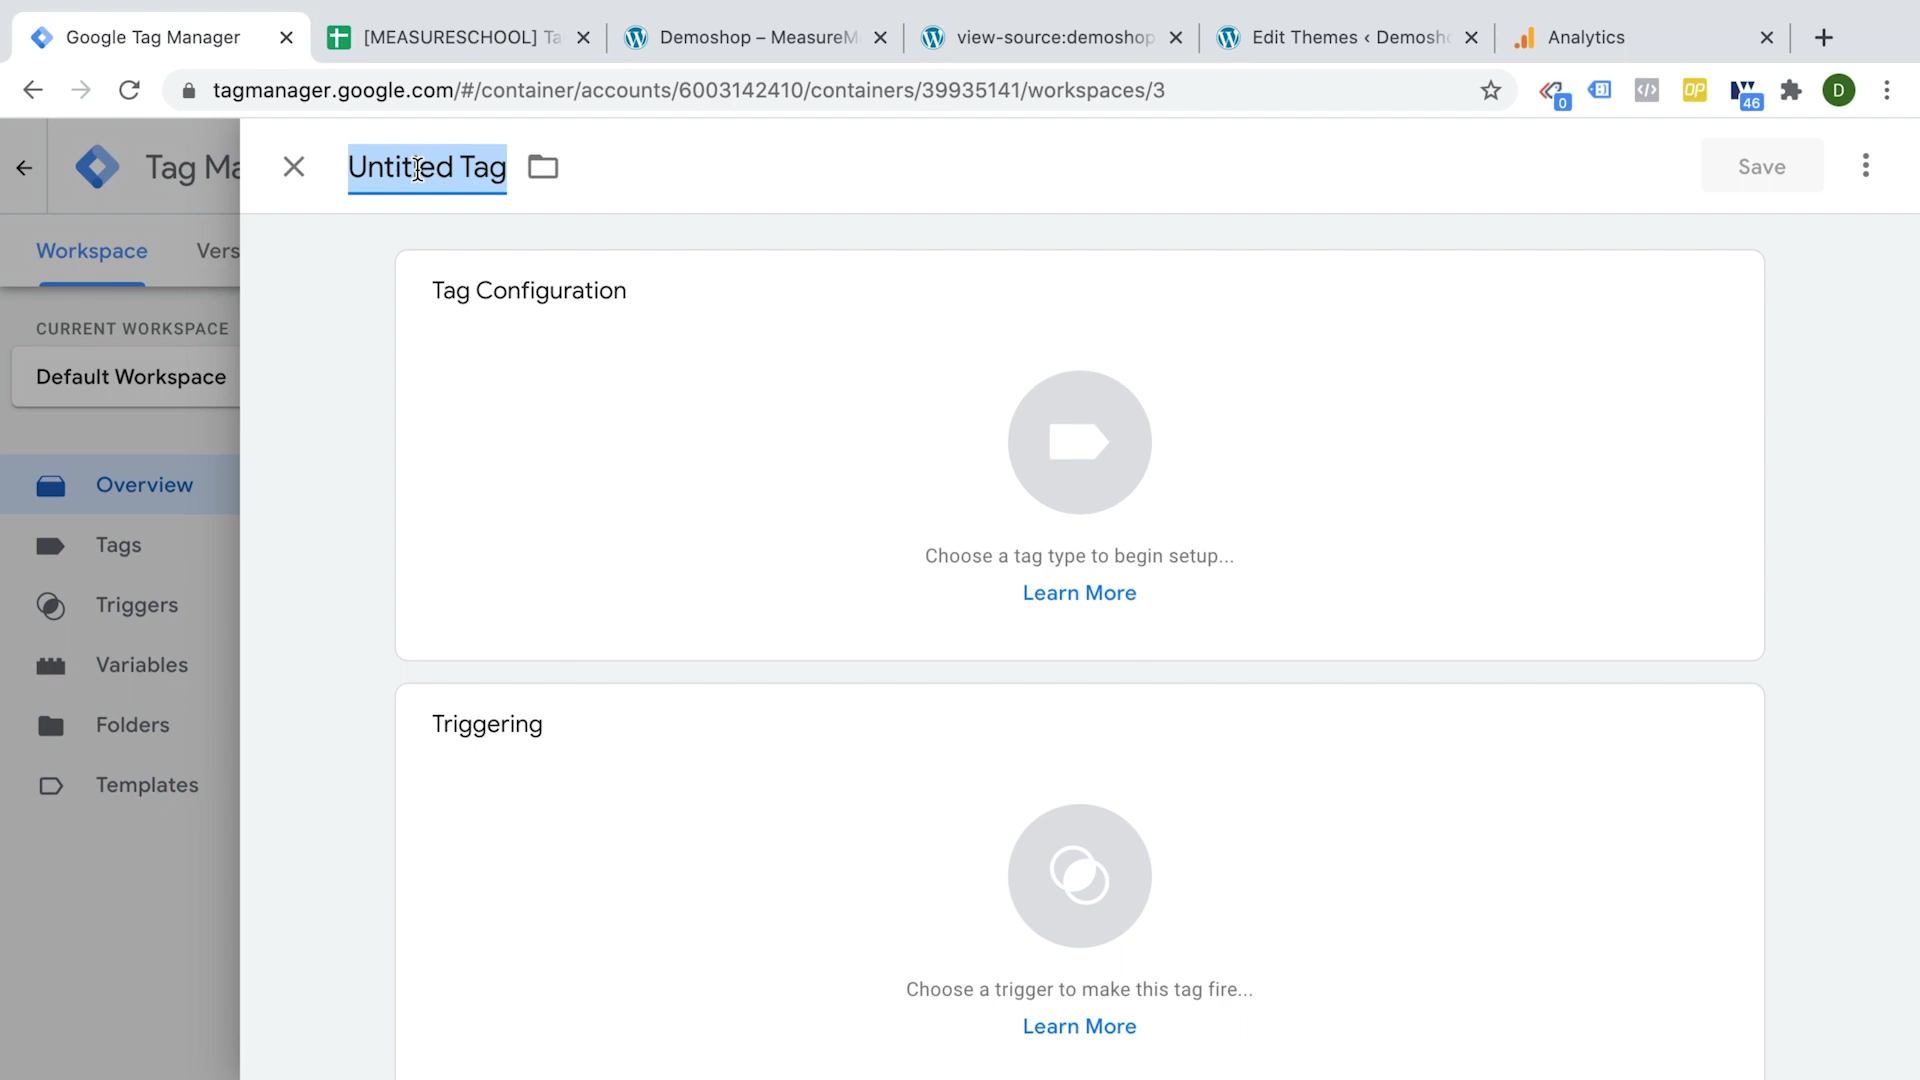 Google Tag Manager
[MEASURESCHOOL] Ta
Demoshop – MeasureM
view-source:demoshop
Edit Themes ‹ Demosho
Analytics
tagmanager.google.com/#/container/accounts/6003142410/containers/39935141/workspaces/3
0
OP
46
D
Tag Ma
Untitled Tag
Save
Workspace
Vers
CURRENT WORKSPACE
Default Workspace
Overview
Tags
Triggers
Variables
Folders
Templates
Tag Configuration
Choose a tag type to begin setup...
Learn More
Triggering
Choose a trigger to make this tag fire...
Learn More